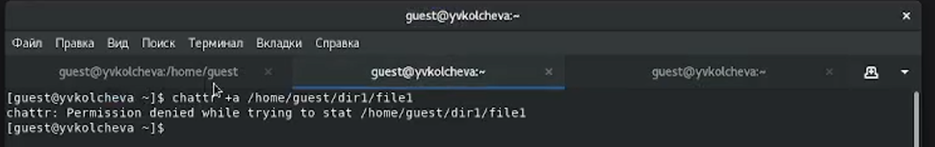 guest@yvkolcheva:~
Файл Правка Вид Поиск Терминал Вкладки Справка
guest@yvkolcheva:/home/guest guest@yvkolcheva:~ guest@yvkolcheva:~
[guest@yvkolcheva ~]$ chattr +a /home/guest/dir1/file1
chattr: Permission denied while trying to stat /home/guest/dir1/file1
[guest@yvkolcheva ~]$